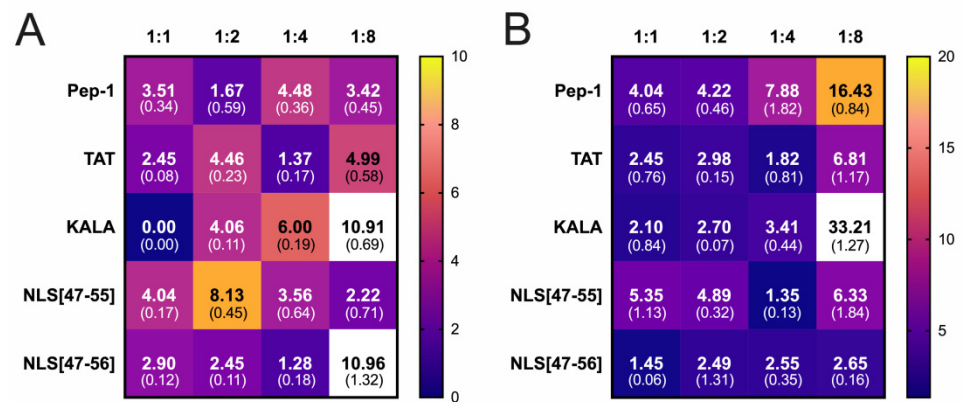 A
1:1 1:2 1:4 1:8
Pep-1 3.51 1.67 4.48 3.42
(0.34) (0.59) (0.36) (0.45)
TAT 2.45 4.46 1.37 4.99
(0.08) (0.23) (0.17) (0.58)
KALA 0.00 4.06 6.00 10.91
(0.00) (0.11) (0.19) (0.69)
NLS[47-55] 4.04 8.13 3.56 2.22
(0.17) (0.45) (0.64) (0.71)
NLS[47-56] 2.90 2.45 1.28 10.96
(0.12) (0.11) (0.18) (1.32)
10
8
6
4
2
0
B
1:1 1:2 1:4 1:8
Pep-1 4.04 4.22 7.88 16.43
(0.65) (0.46) (1.82) (0.84)
TAT 2.45 2.98 1.82 6.81
(0.76) (0.15) (0.81) (1.17)
KALA 2.10 2.70 3.41 33.21
(0.84) (0.07) (0.44) (1.27)
NLS[47-55] 5.35 4.89 1.35 6.33
(1.13) (0.32) (0.13) (1.84)
NLS[47-56] 1.45 2.49 2.55 2.65
(0.06) (1.31) (0.35) (0.16)
20
15
10
5